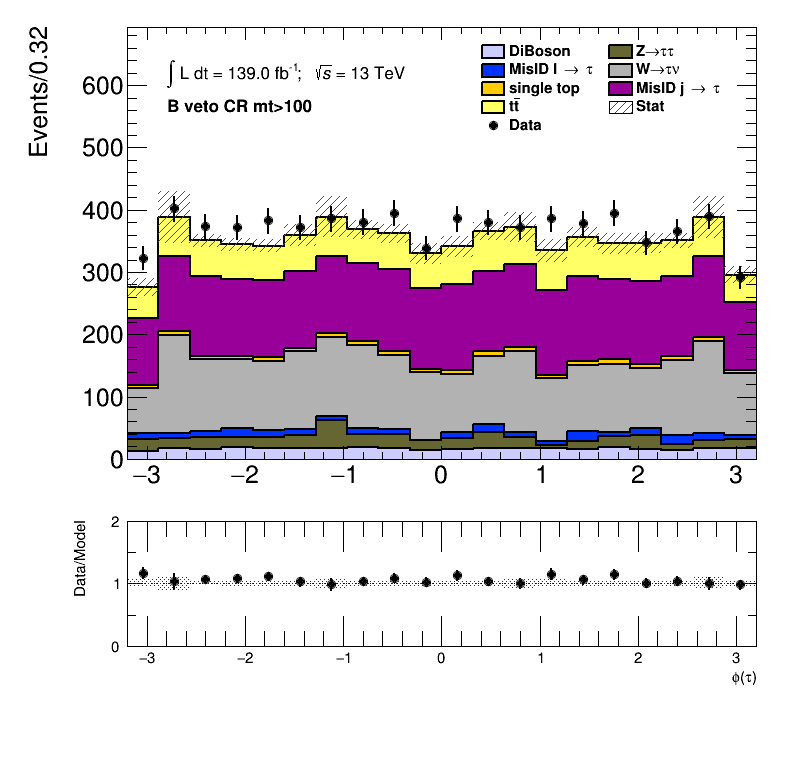 Events/0.32
∫ L dt = 139.0 fb⁻¹; √s = 13 TeV
B veto CR mt>100
DiBoson
MisID l → τ
single top
tt̄
Data
Z→ττ
W→τν
MisID j → τ
Stat
600
500
400
300
200
100
0
−3 −2 −1 0 1 2 3
Data/Model
2
1
0
−3 −2 −1 0 1 2 3
ϕ(τ)